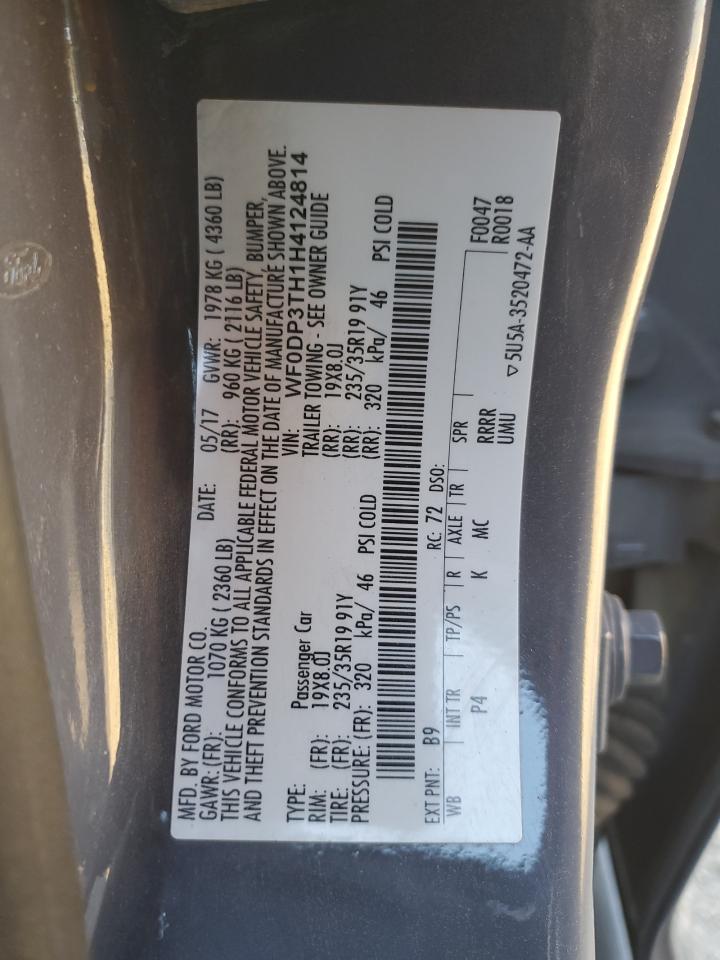 MFD. BY FORD MOTOR CO. DATE: 05/17 GVWR: 1978 KG ( 4360 LB)
GAWR: (FR): 1070 KG ( 2360 LB) (RR): 960 KG ( 2116 LB)
THIS VEHICLE CONFORMS TO ALL APPLICABLE FEDERAL MOTOR VEHICLE SAFETY, BUMPER,
AND THEFT PREVENTION STANDARDS IN EFFECT ON THE DATE OF MANUFACTURE SHOWN ABOVE.
VIN: WF0DP3TH1H4124814
TYPE: Passenger Car TRAILER TOWING - SEE OWNER GUIDE
RIM: (FR): 19X8.0J (RR): 19X8.0J
TIRE: (FR): 235/35R19 91Y (RR): 235/35R19 91Y
PRESSURE: (FR): 320 kPa/ 46 PSI COLD (RR): 320 kPa/ 46 PSI COLD
EXT PNT: B9 RC: 72 DSO: F0047
WB INT TR TP/PS R AXLE TR SPR R0018
P4 K MC RRRR
UMU
▽5U5A-3520472-AA
Ford